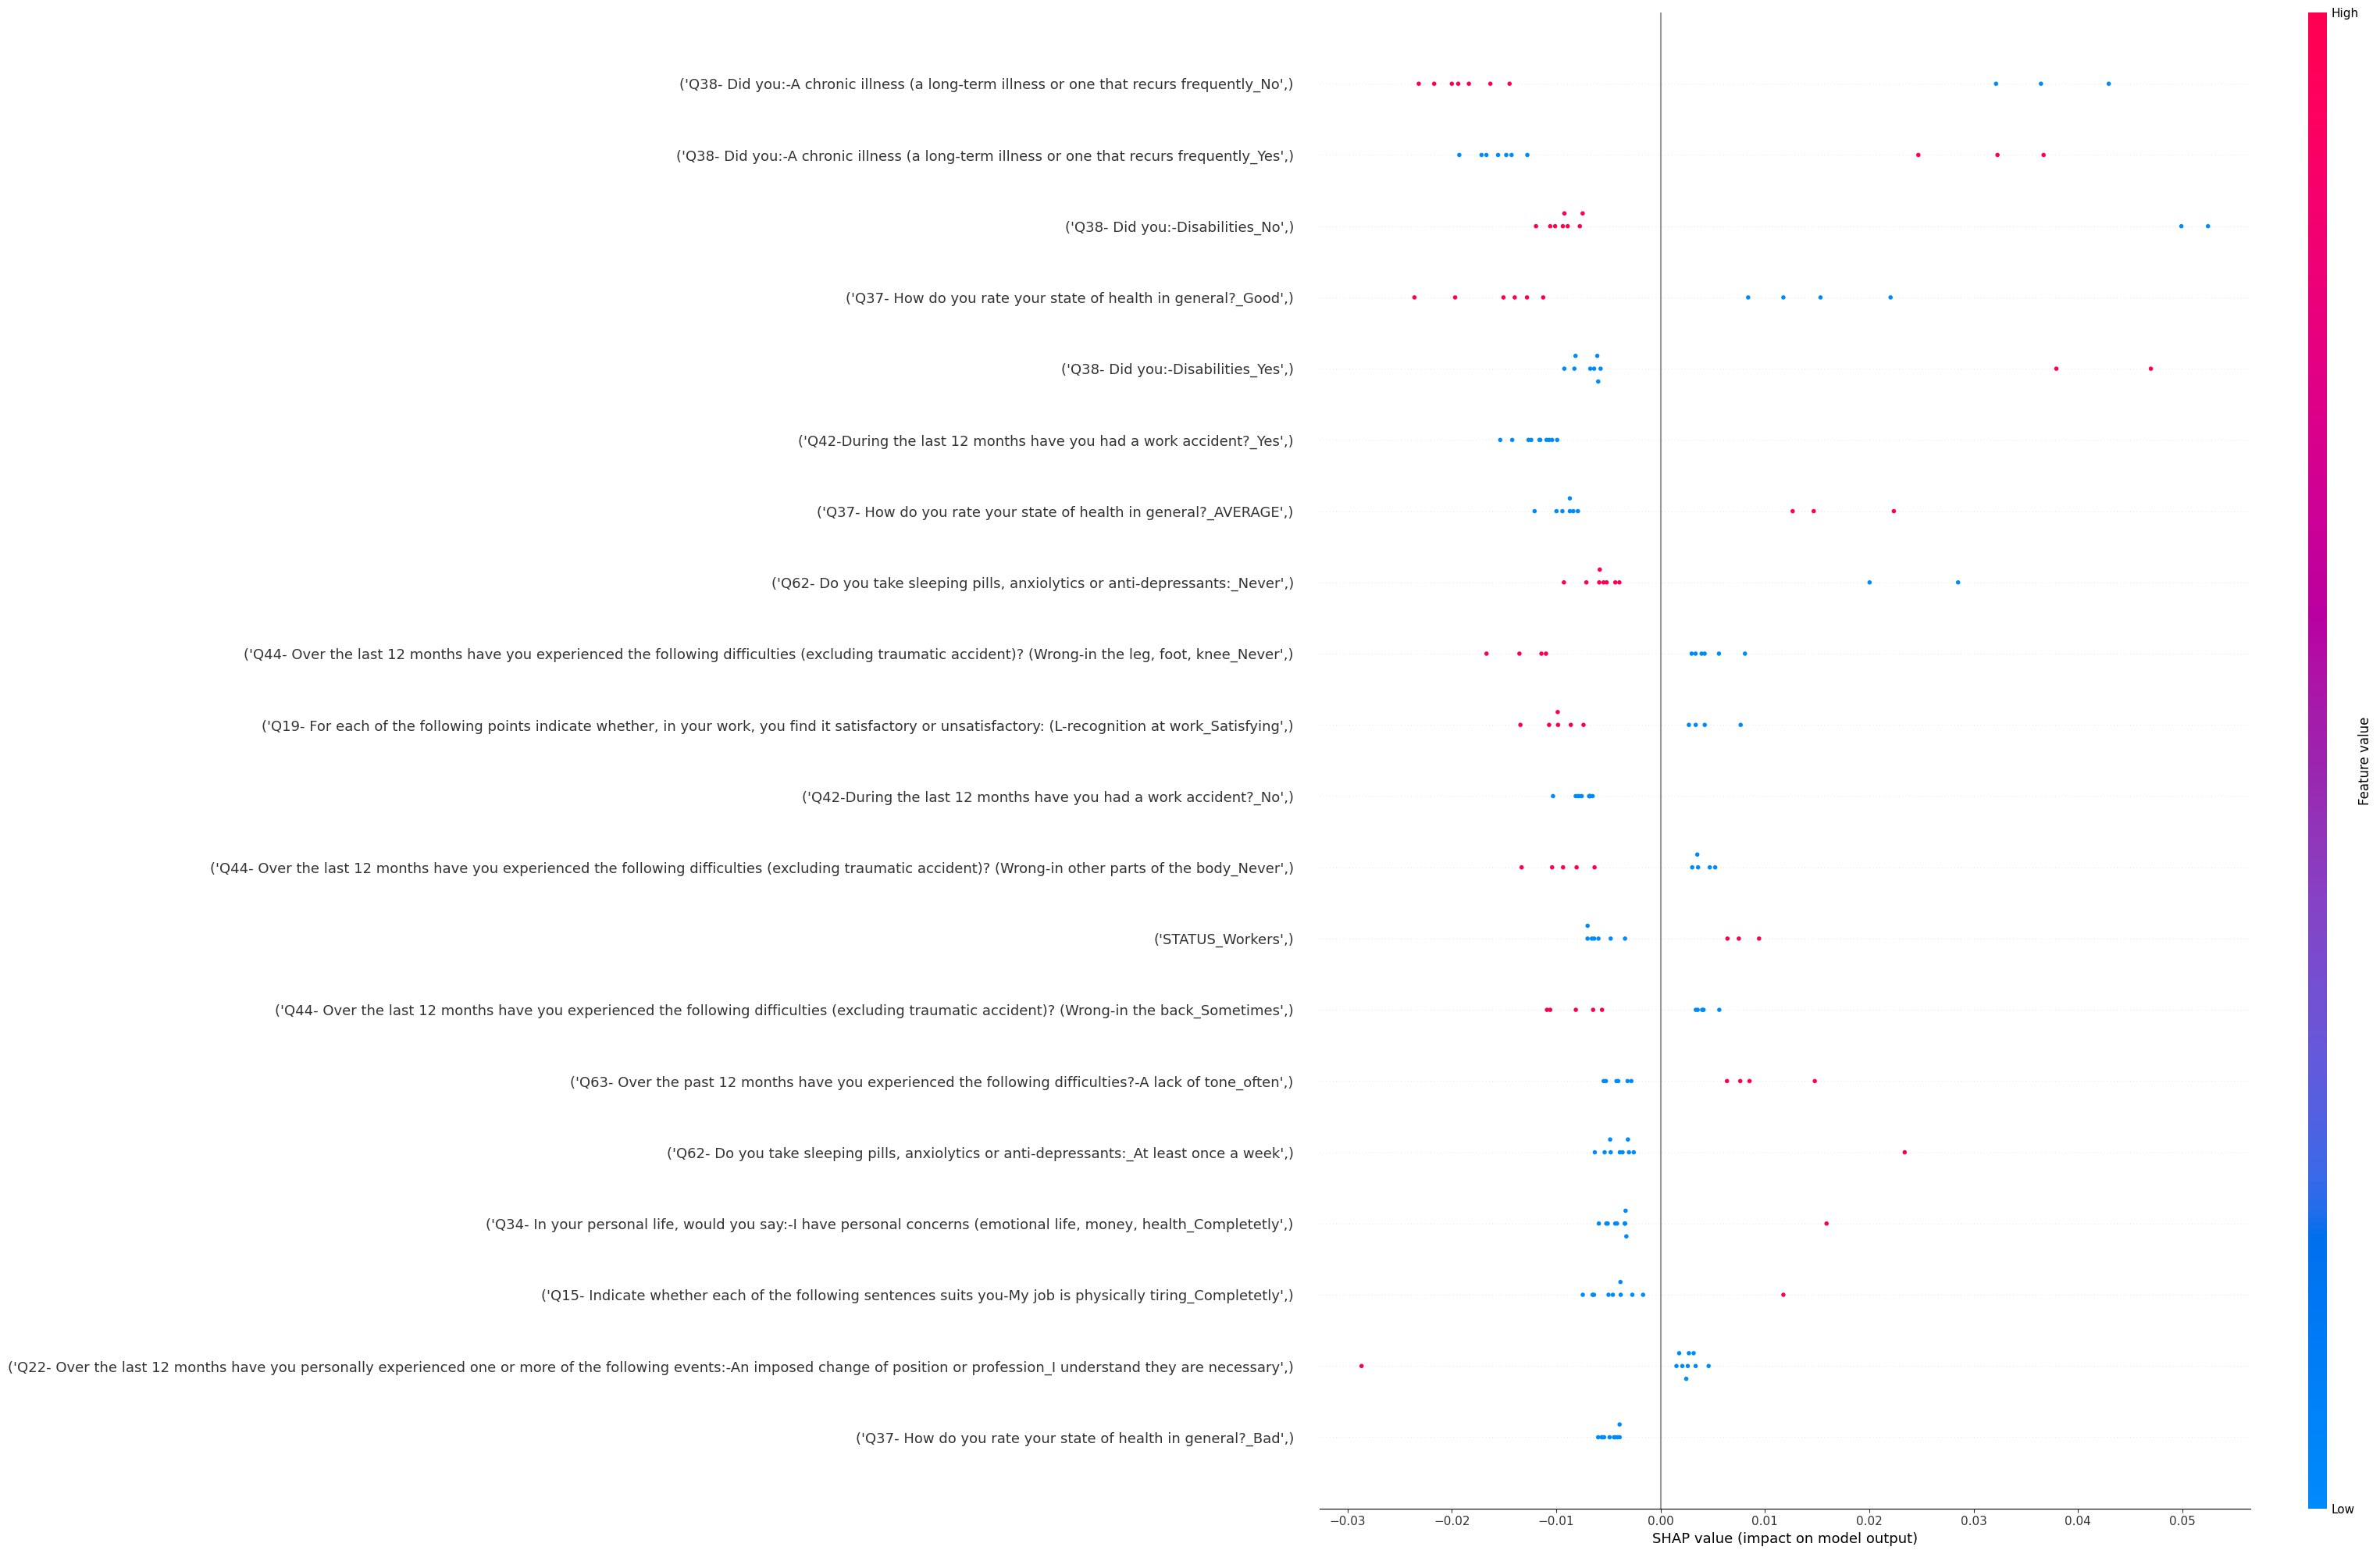 High
('Q38- Did you:-A chronic illness (a long-term illness or one that recurs frequently_No',)
('Q38- Did you:-A chronic illness (a long-term illness or one that recurs frequently_Yes',)
('Q38- Did you:-Disabilities_No',)
('Q37- How do you rate your state of health in general?_Good',)
('Q38- Did you:-Disabilities_Yes',)
('Q42-During the last 12 months have you had a work accident?_Yes',)
('Q37- How do you rate your state of health in general?_AVERAGE',)
('Q62- Do you take sleeping pills, anxiolytics or anti-depressants:_Never',)
('Q44- Over the last 12 months have you experienced the following difficulties (excluding traumatic accident)? (Wrong-in the leg, foot, knee_Never',)
('Q19- For each of the following points indicate whether, in your work, you find it satisfactory or unsatisfactory: (L-recognition at work_Satisfying',)
('Q42-During the last 12 months have you had a work accident?_No',)
('Q44- Over the last 12 months have you experienced the following difficulties (excluding traumatic accident)? (Wrong-in other parts of the body_Never',)
('STATUS_Workers',)
('Q44- Over the last 12 months have you experienced the following difficulties (excluding traumatic accident)? (Wrong-in the back_Sometimes',)
('Q63- Over the past 12 months have you experienced the following difficulties?-A lack of tone_often',)
('Q62- Do you take sleeping pills, anxiolytics or anti-depressants:_At least once a week',)
('Q34- In your personal life, would you say:-I have personal concerns (emotional life, money, health_Completetly',)
('Q15- Indicate whether each of the following sentences suits you-My job is physically tiring_Completetly',)
('Q22- Over the last 12 months have you personally experienced one or more of the following events:-An imposed change of position or profession_I understand they are necessary',)
('Q37- How do you rate your state of health in general?_Bad',)
Feature value
Low
−0.03 −0.02 −0.01 0.00 0.01 0.02 0.03 0.04 0.05
SHAP value (impact on model output)